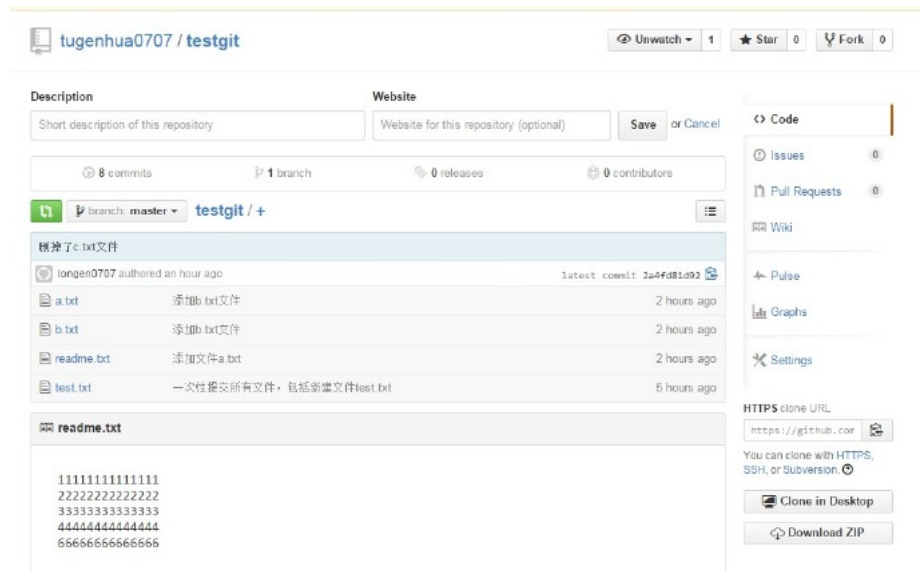 tugenhua0707 / testgit
Unwatch 1 Star 0 Fork 0
Description
Website
Short description of this repository
Website for this repository (optional)
Save or Cancel
8 commits 1 branch 0 releases 0 contributors
branch: master testgit / +
删掉了c.txt文件
longen0707 authored an hour ago latest commit 2a4fd81d92
a.txt 添加b.txt文件 2 hours ago
b.txt 添加b.txt文件 2 hours ago
readme.txt 添加文件a.txt 2 hours ago
test.txt 一次性提交所有文件，包括新建文件test.txt 5 hours ago
readme.txt
11111111111111
22222222222222
33333333333333
44444444444444
66666666666666
Code
Issues 0
Pull Requests 0
Wiki
Pulse
Graphs
Settings
HTTPS clone URL
https://github.cor
You can clone with HTTPS,
SSH, or Subversion.
Clone in Desktop
Download ZIP